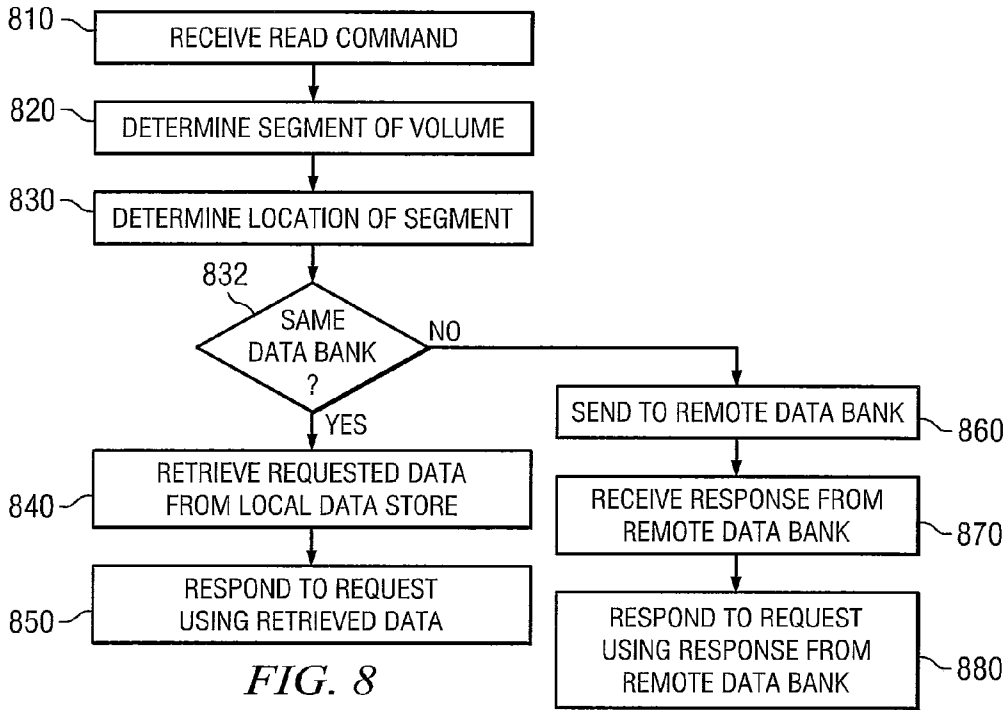 810
RECEIVE READ COMMAND
820
DETERMINE SEGMENT OF VOLUME
830
DETERMINE LOCATION OF SEGMENT
832
SAME
DATA BANK
?
NO
YES
840
RETRIEVE REQUESTED DATA
FROM LOCAL DATA STORE
850
RESPOND TO REQUEST
USING RETRIEVED DATA
SEND TO REMOTE DATA BANK
860
RECEIVE RESPONSE FROM
REMOTE DATA BANK
870
RESPOND TO REQUEST
USING RESPONSE FROM
REMOTE DATA BANK
880
FIG. 8